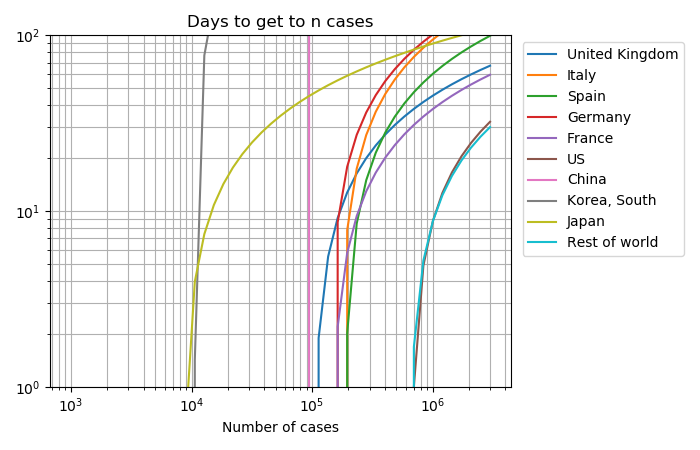 Days to get to n cases
10²
10¹
10⁰
10³
10⁴
10⁵
10⁶
Number of cases
United Kingdom
Italy
Spain
Germany
France
US
China
Korea, South
Japan
Rest of world